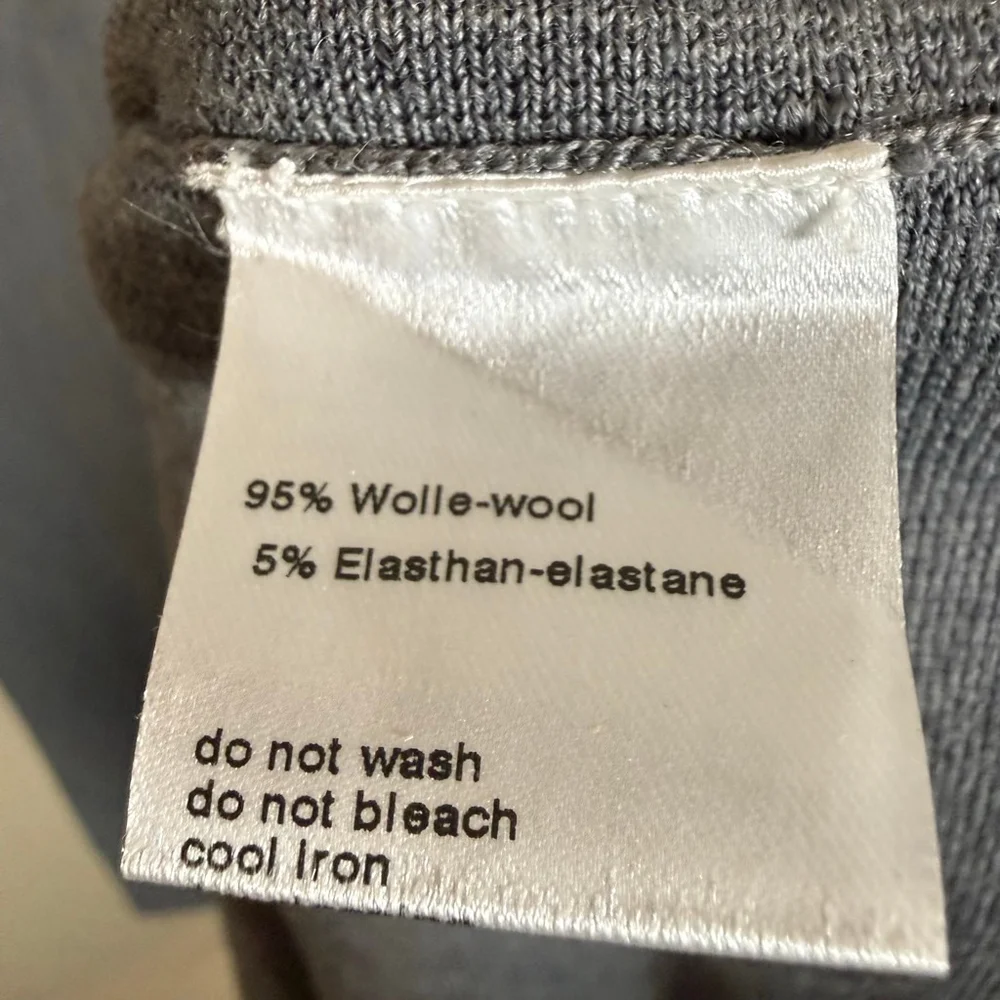 95% Wolle-wool
5% Elasthan-elastane
do not wash
do not bleach
cool iron